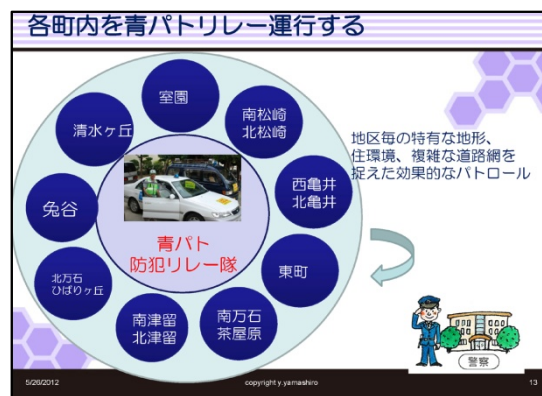 各町内を青パトリレー運行する
室園
南松崎
北松崎
清水ヶ丘
西亀井
北亀井
兎谷
東町
北万石
ひばりヶ丘
南津留
北津留
南万石
茶屋原
青パト
防犯リレー隊
地区毎の特有な地形、
住環境、複雑な道路網を
捉えた効果的なパトロール
警察
5/26/2012
copyright y.yamashiro
13